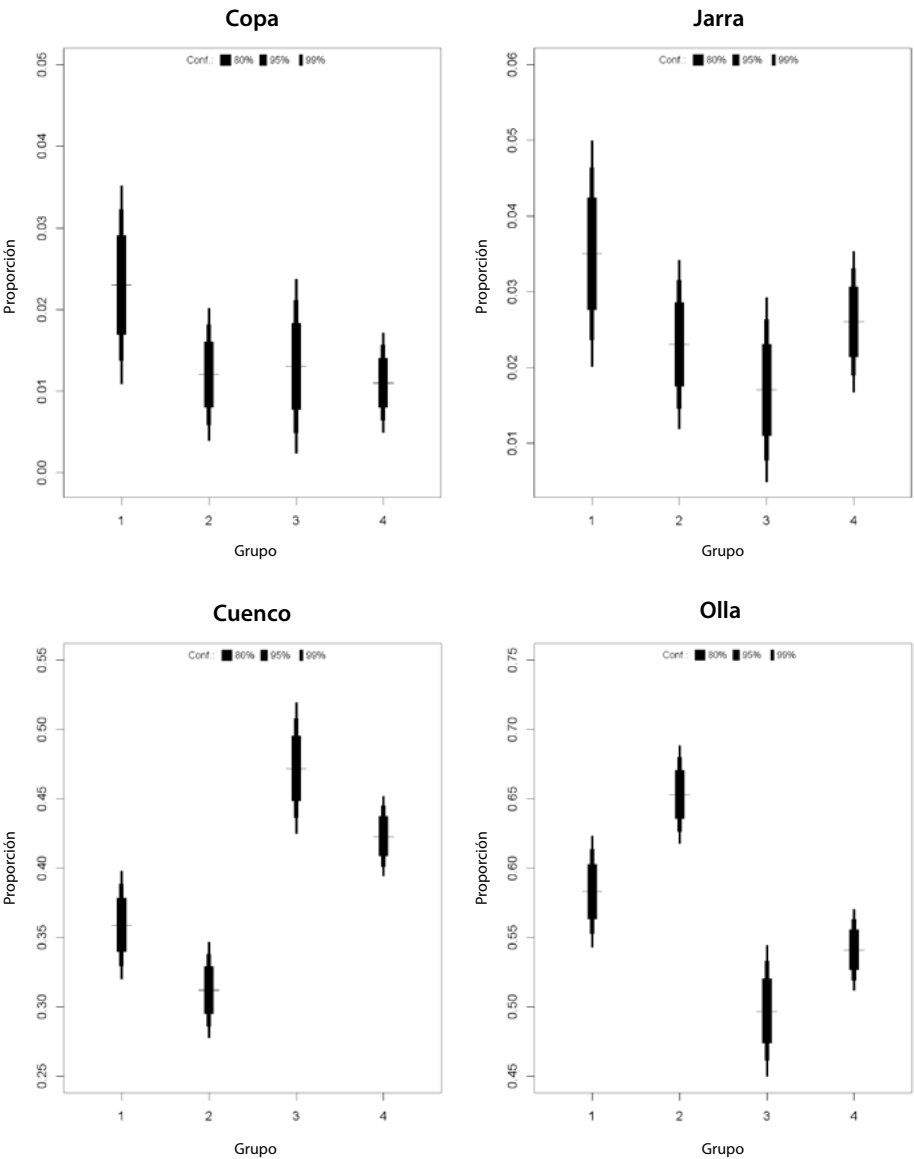 Copa
Conf.: 80% 95% 99%
Proporción
0.05
0.04
0.03
0.02
0.01
0.00
1 2 3 4
Grupo
Jarra
Conf.: 80% 95% 99%
Proporción
0.06
0.05
0.04
0.03
0.02
0.01
1 2 3 4
Grupo
Cuenco
Conf.: 80% 95% 99%
Proporción
0.55
0.50
0.45
0.40
0.35
0.30
0.25
1 2 3 4
Grupo
Olla
Conf.: 80% 95% 99%
Proporción
0.75
0.70
0.65
0.60
0.55
0.50
0.45
1 2 3 4
Grupo